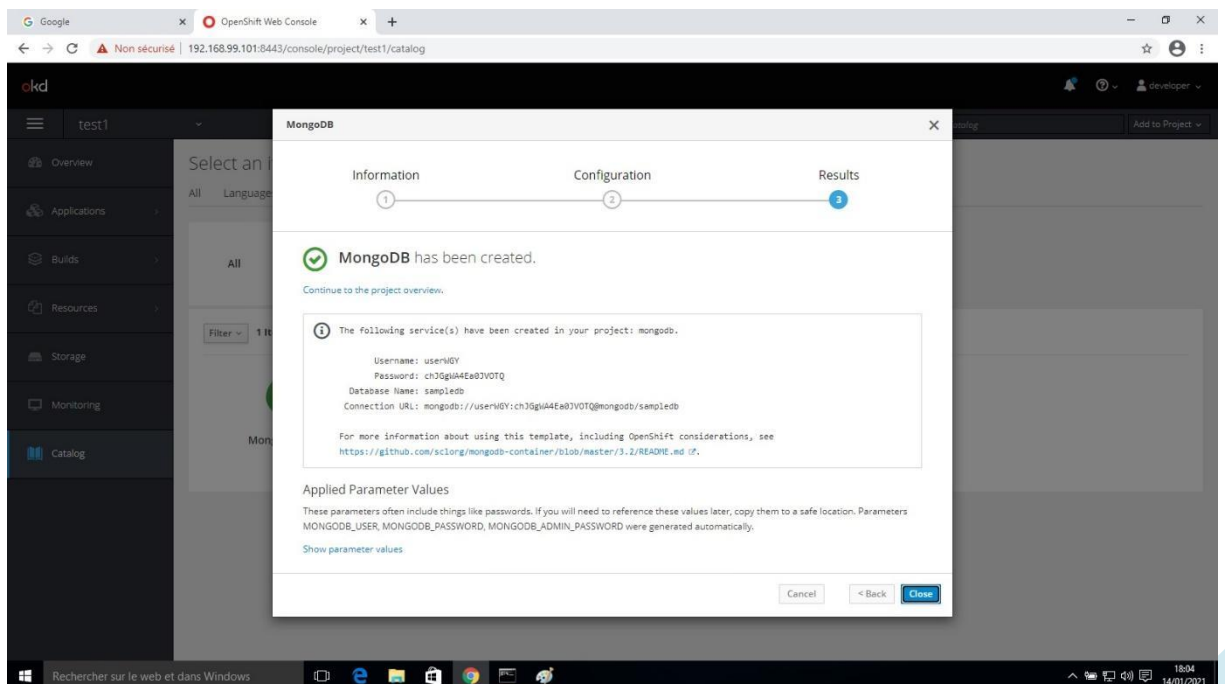 Google
OpenShift Web Console
Non sécurisé 192.168.99.101:8443/console/project/test1/catalog
okd
developer
test1
Add to Project
Overview
Applications
Builds
Resources
Storage
Monitoring
Catalog
Select an i
All Language
All
Filter 1 It
Mon
MongoDB
Information
Configuration
Results
1
2
3
MongoDB has been created.
Continue to the project overview.
The following service(s) have been created in your project: mongodb.
Username: userWGY
Password: chJGgWA4Ea0JVOTQ
Database Name: sampledb
Connection URL: mongodb://userWGY:chJGgWA4Ea0JVOTQ@mongodb/sampledb
For more information about using this template, including OpenShift considerations, see
https://github.com/sclorg/mongodb-container/blob/master/3.2/README.md.
Applied Parameter Values
These parameters often include things like passwords. If you will need to reference these values later, copy them to a safe location. Parameters
MONGODB_USER, MONGODB_PASSWORD, MONGODB_ADMIN_PASSWORD were generated automatically.
Show parameter values
Cancel
< Back
Close
Rechercher sur le web et dans Windows
18:04
14/01/2021